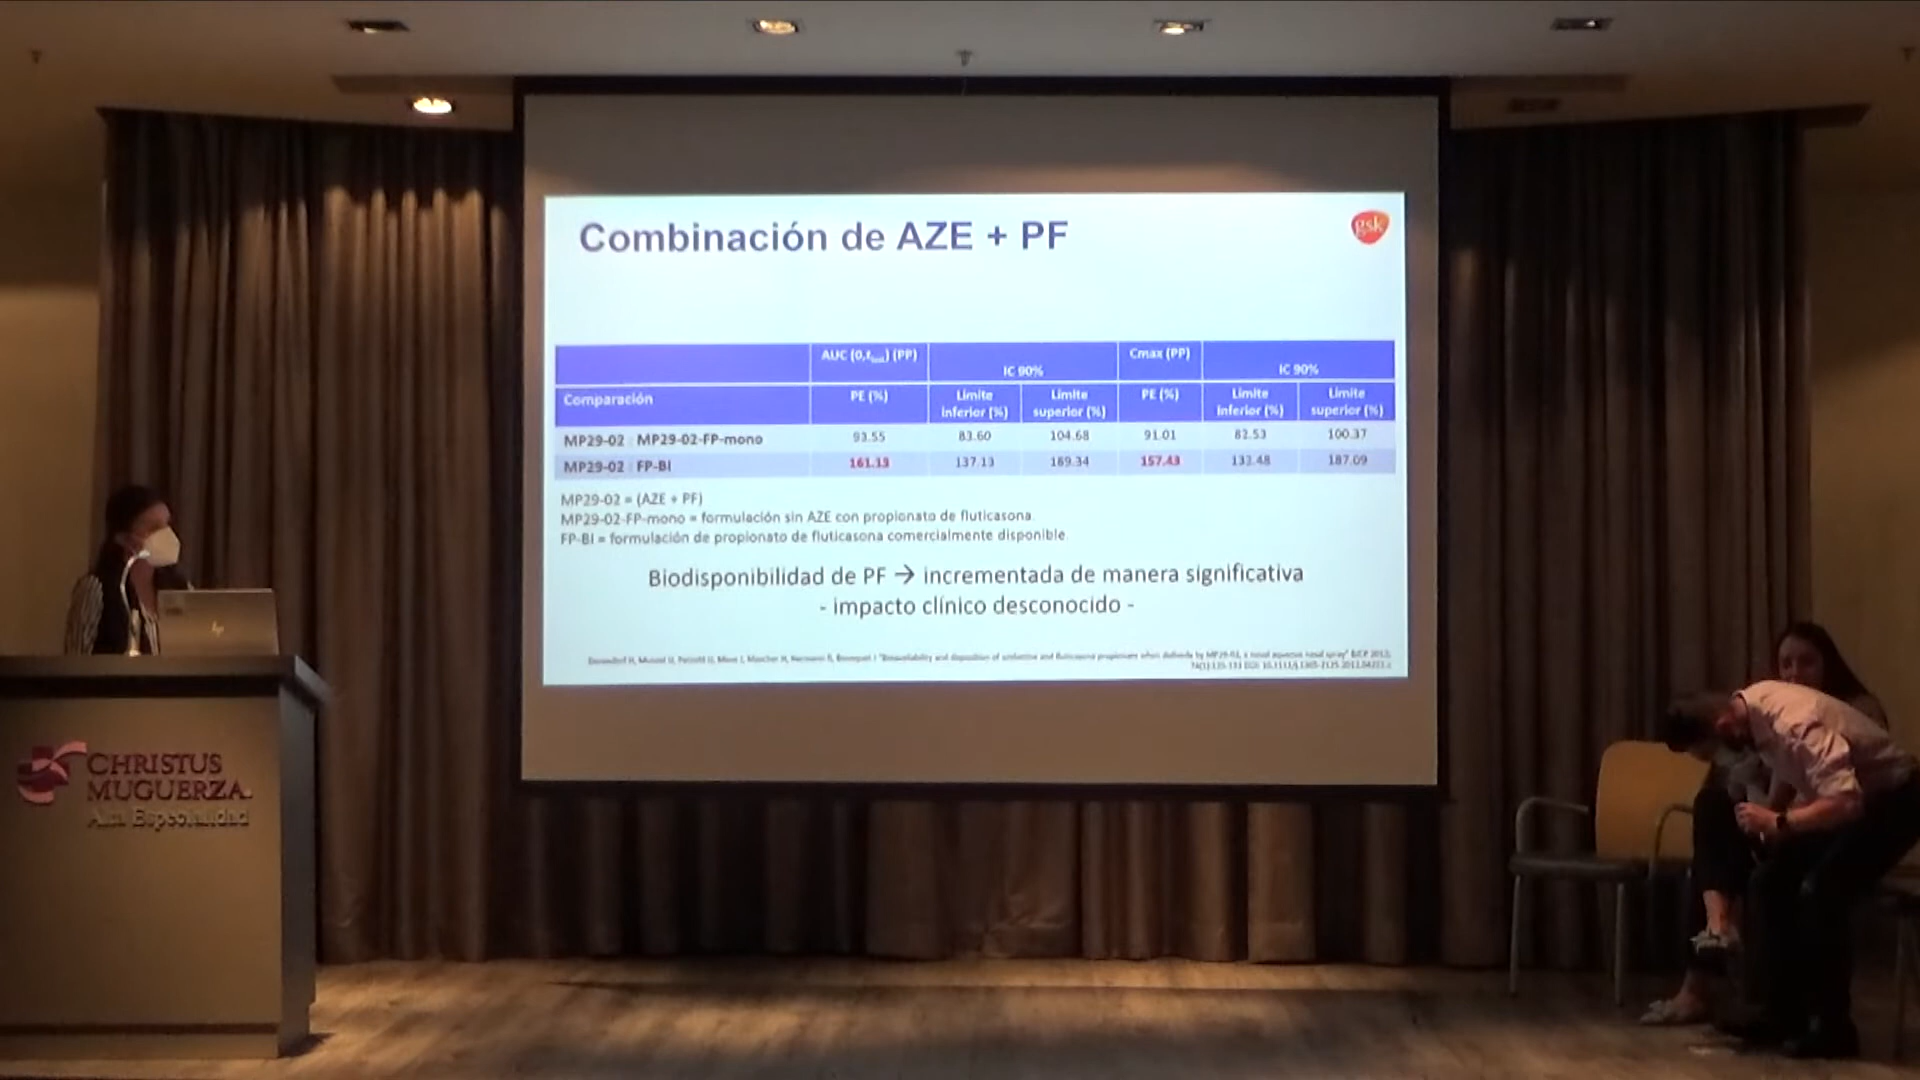 Combinación de AZE + PF
gsk
AUC (0,tlast) (PP) IC 90% Cmax (PP) IC 90%
Comparación PE (%) Límite inferior (%) Límite superior (%) PE (%) Límite inferior (%) Límite superior (%)
MP29-02 : MP29-02-FP-mono 93.55 83.60 104.68 91.01 82.53 100.37
MP29-02 : FP-BI 161.13 137.13 189.34 157.43 132.48 187.09
MP29-02 = (AZE + PF)
MP29-02-FP-mono = formulación sin AZE con propionato de fluticasona
FP-BI = formulación de propionato de fluticasona comercialmente disponible
Biodisponibilidad de PF → incrementada de manera significativa
- impacto clínico desconocido -
hp
CHRISTUS
MUGUERZA
Alta Especialidad